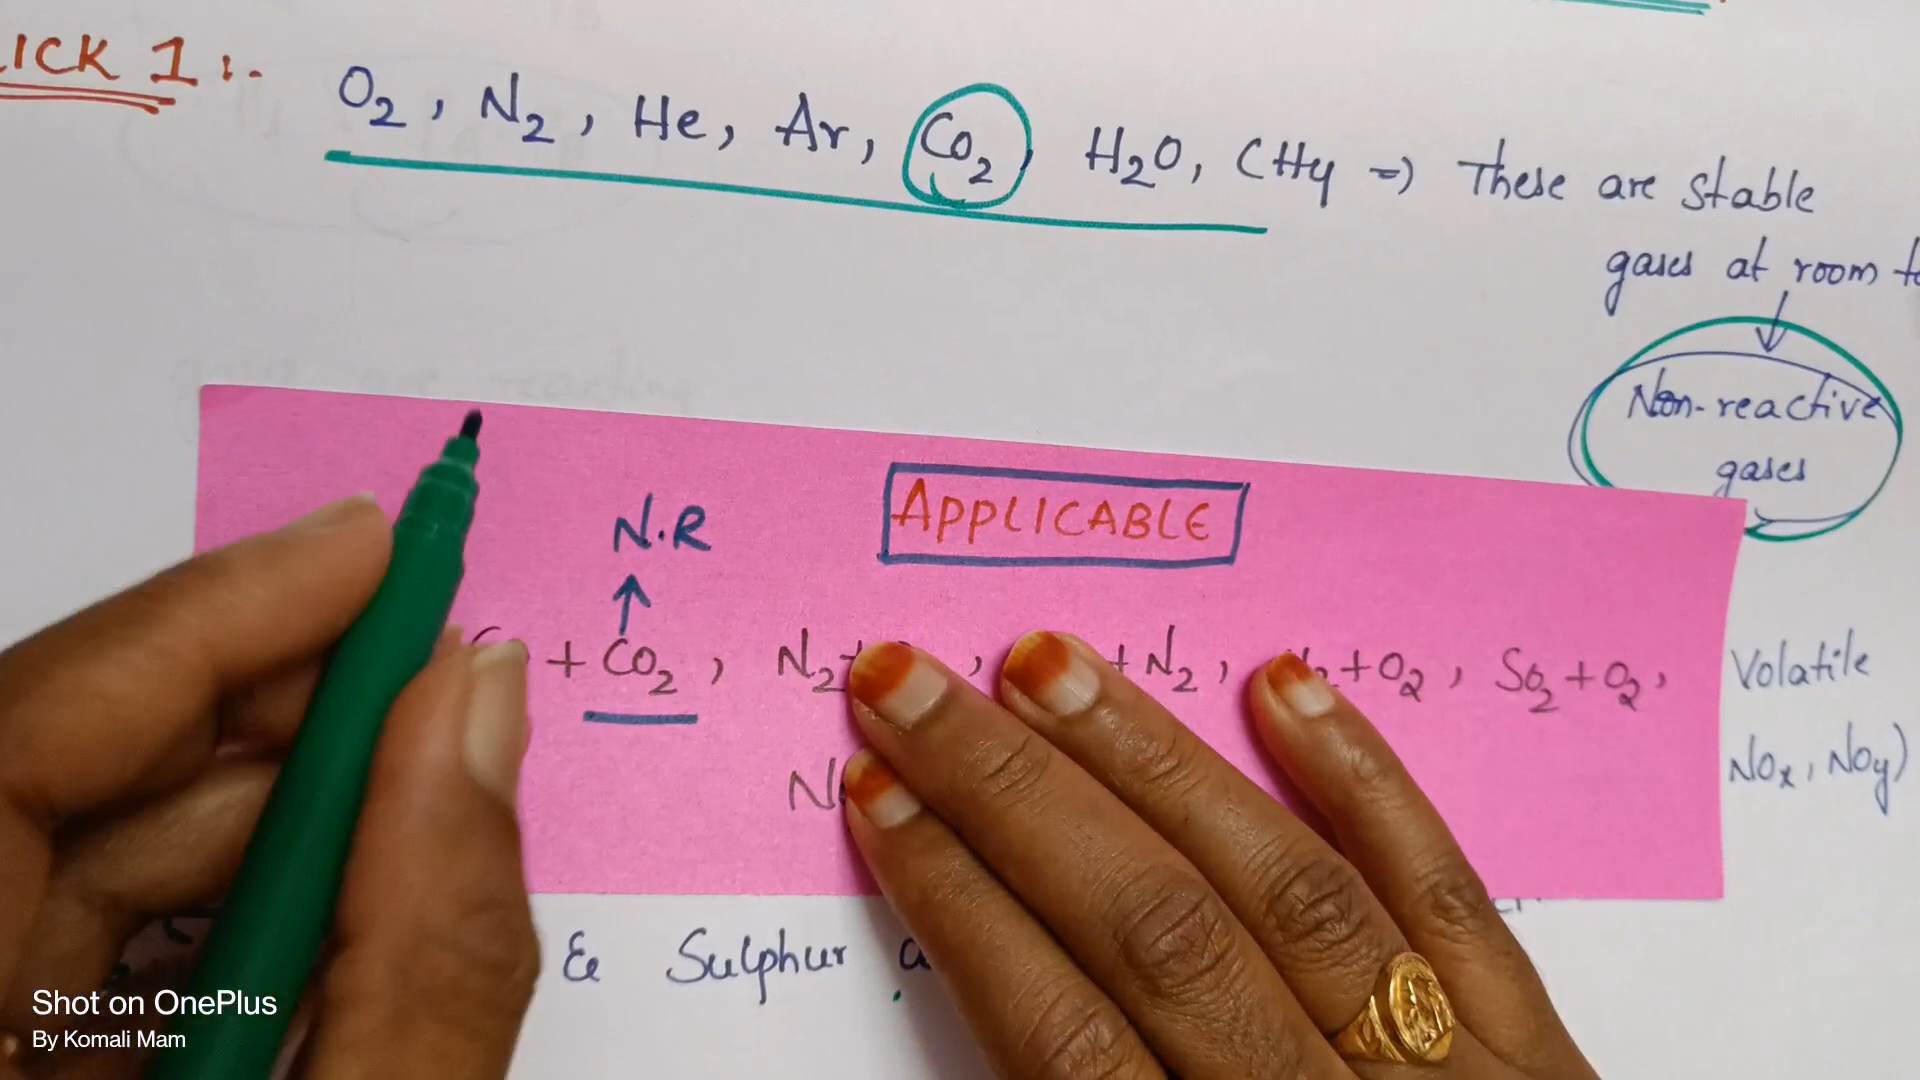 ICK 1:-
O₂, N₂, He, Ar, CO₂, H₂O, CH₄ ⇒ These are stable
gases at room
Non-reactive
gases
APPLICABLE
N.R
↑
+ CO₂, N₂+ , + N₂, +O₂, SO₂+O₂,
Volatile
NOₓ, NOᵧ)
& Sulphur
Shot on OnePlus
By Komali Mam